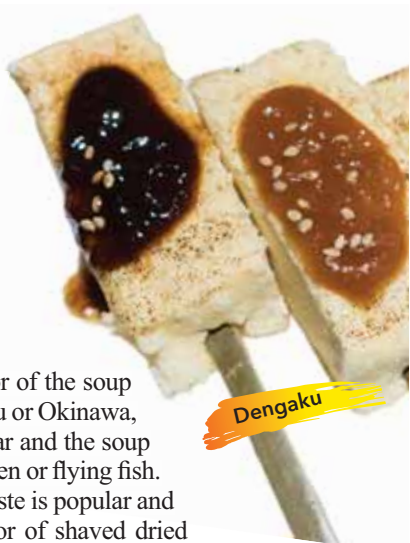 or of the soup
u or Okinawa,
ar and the soup
en or flying fish.
ste is popular and
or of shaved dried
Dengaku